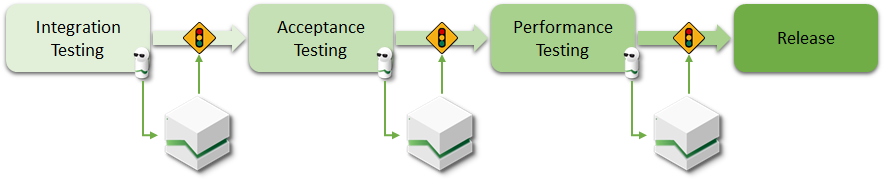 Integration
Testing
Acceptance
Testing
Performance
Testing
Release